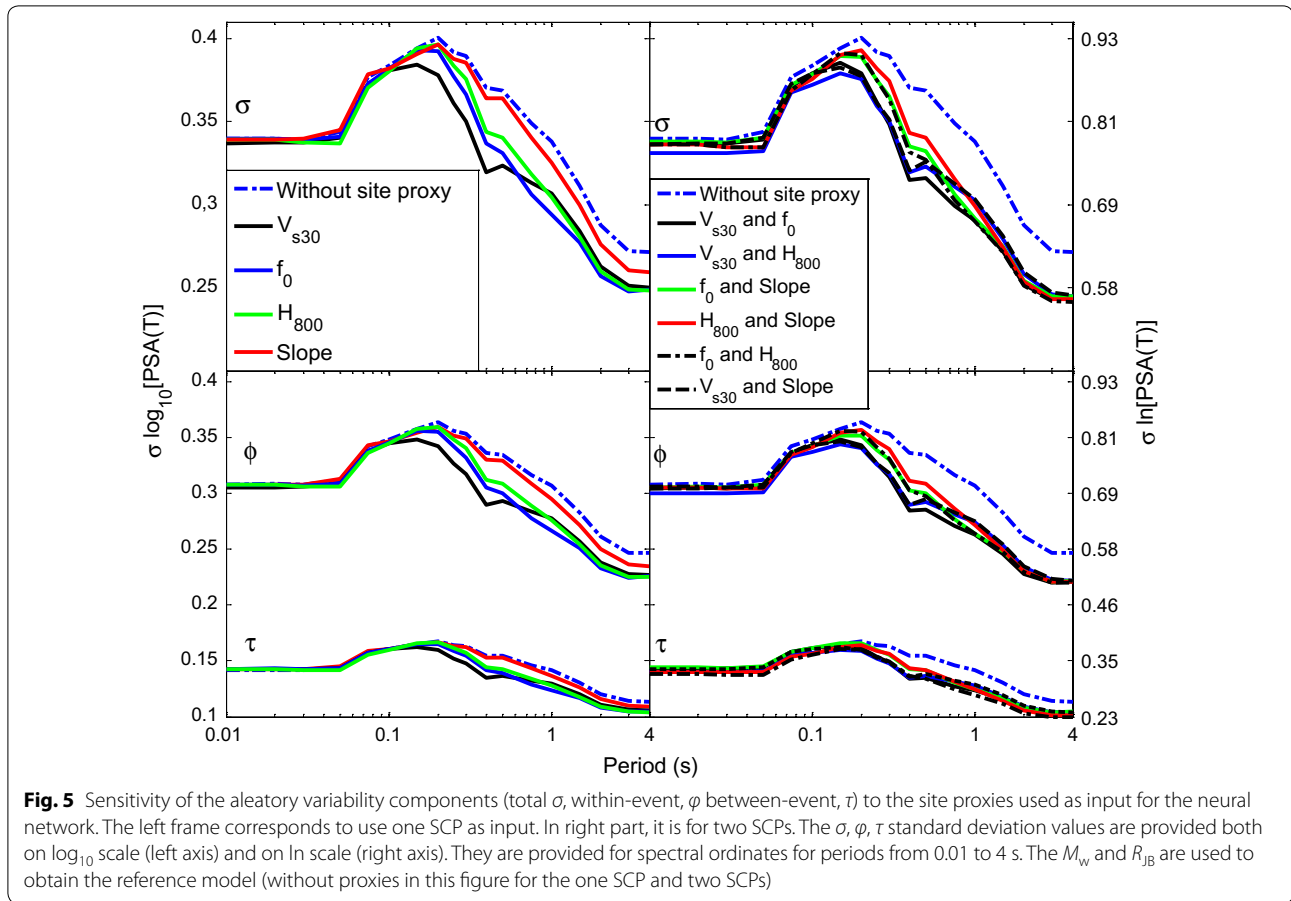 0.4
0.35
0.3
0.25
σ
Without site proxy
Vs30
f0
H800
Slope
σ
Without site proxy
Vs30 and f0
Vs30 and H800
f0 and Slope
H800 and Slope
f0 and H800
Vs30 and Slope
0.93
0.81
0.69
0.58
σ log10[PSA(T)]
σ ln[PSA(T)]
0.4
0.35
0.3
0.25
0.2
0.15
0.1
ϕ
τ
ϕ
τ
0.93
0.81
0.69
0.58
0.46
0.35
0.23
0.01 0.1 1 4 0.1 1 4
Period (s)
Fig. 5 Sensitivity of the aleatory variability components (total σ, within-event, φ between-event, τ) to the site proxies used as input for the neural
network. The left frame corresponds to use one SCP as input. In right part, it is for two SCPs. The σ, φ, τ standard deviation values are provided both
on log10 scale (left axis) and on ln scale (right axis). They are provided for spectral ordinates for periods from 0.01 to 4 s. The Mw and RJB are used to
obtain the reference model (without proxies in this figure for the one SCP and two SCPs)